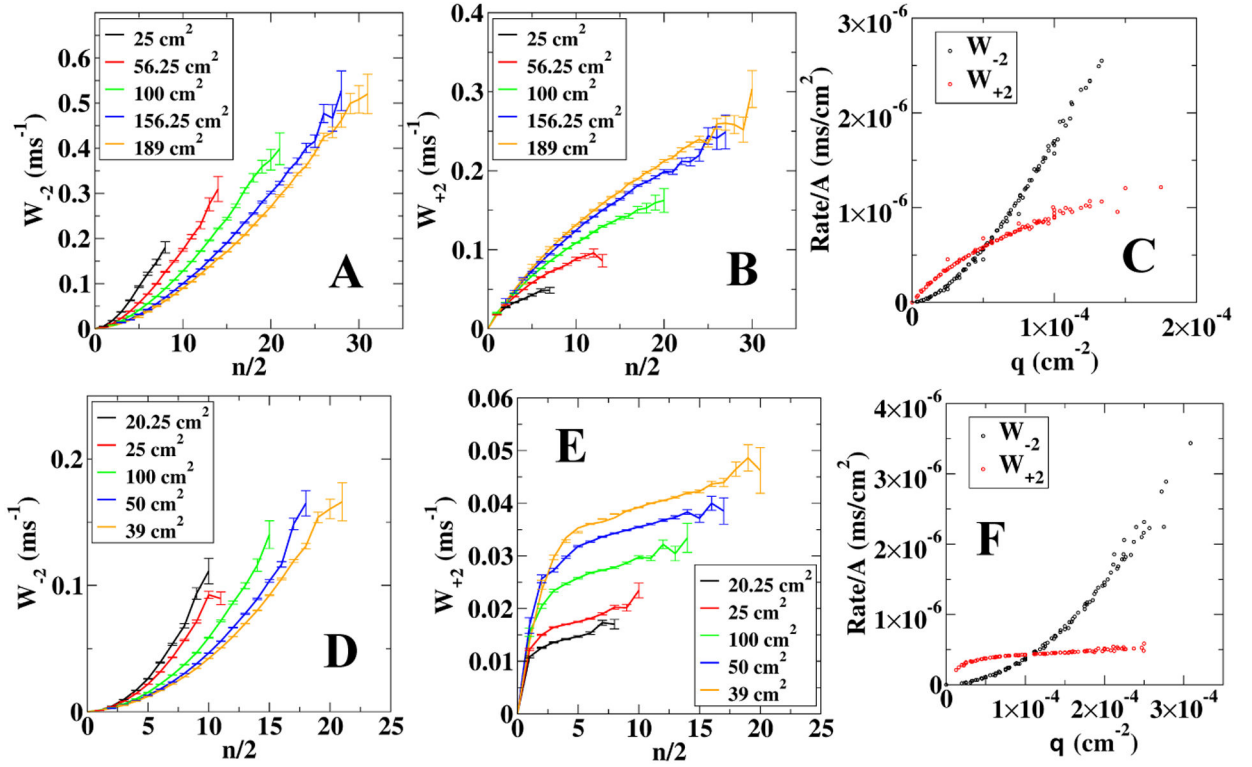 W-2 (ms-1)
0.6
0.5
0.4
0.3
0.2
0.1
0
25 cm2
56.25 cm2
100 cm2
156.25 cm2
189 cm2
A
0 10 20 30
n/2
W+2 (ms-1)
0.4
0.3
0.2
0.1
0
25 cm2
56.25 cm2
100 cm2
156.25 cm2
189 cm2
B
0 10 20 30
n/2
Rate/A (ms/cm2)
3×10-6
2×10-6
1×10-6
0
W-2
W+2
C
0 1×10-4 2×10-4
q (cm-2)
W-2 (ms-1)
0.2
0.1
0
20.25 cm2
25 cm2
100 cm2
50 cm2
39 cm2
D
0 5 10 15 20 25
n/2
W+2 (ms-1)
0.06
0.05
0.04
0.03
0.02
0.01
0
E
20.25 cm2
25 cm2
100 cm2
50 cm2
39 cm2
0 5 10 15 20 25
n/2
Rate/A (ms/cm2)
4×10-6
3×10-6
2×10-6
1×10-6
0
W-2
W+2
F
0 1×10-4 2×10-4 3×10-4
q (cm-2)